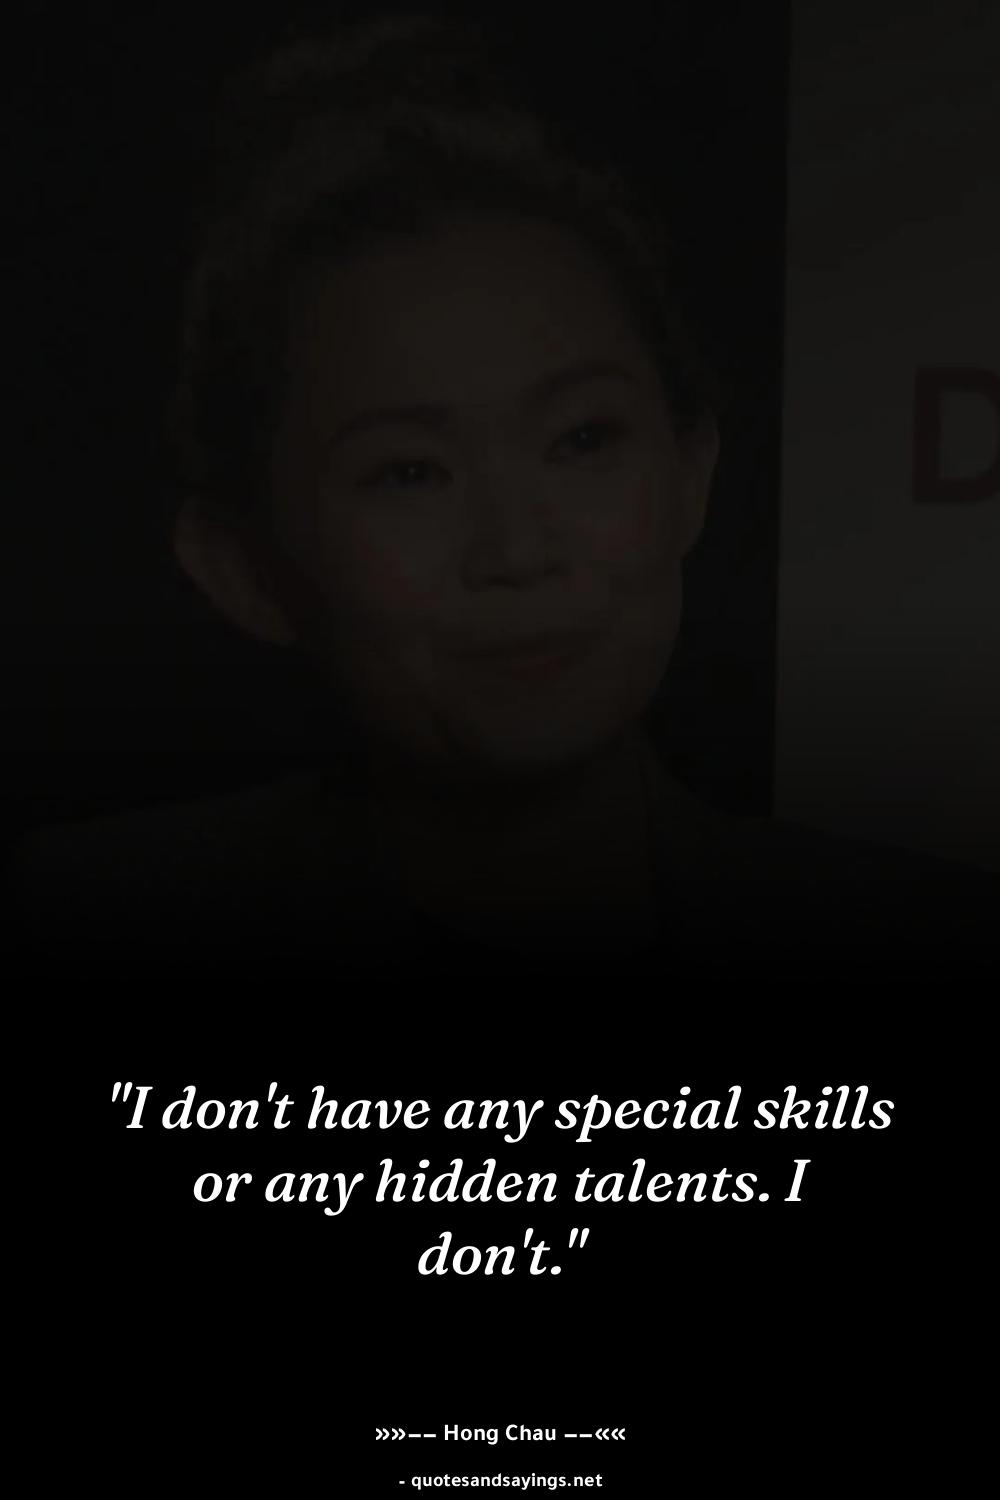 D
"I don't have any special skills
or any hidden talents. I
don't."
»»–– Hong Chau ––««
- quotesandsayings.net